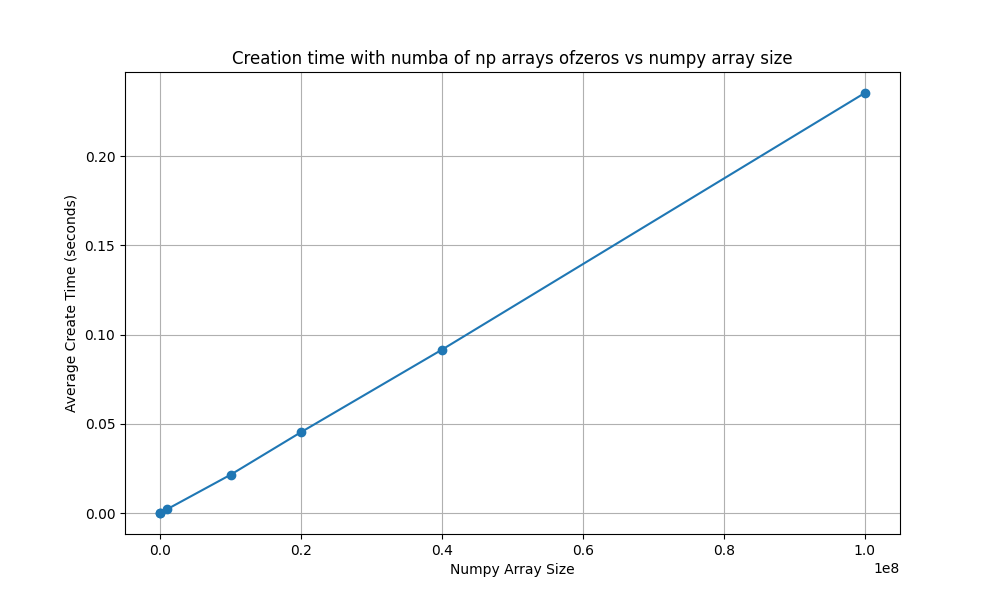 Creation time with numba of np arrays ofzeros vs numpy array size
Average Create Time (seconds)
0.20
0.15
0.10
0.05
0.00
0.0 0.2 0.4 0.6 0.8 1.0
1e8
Numpy Array Size